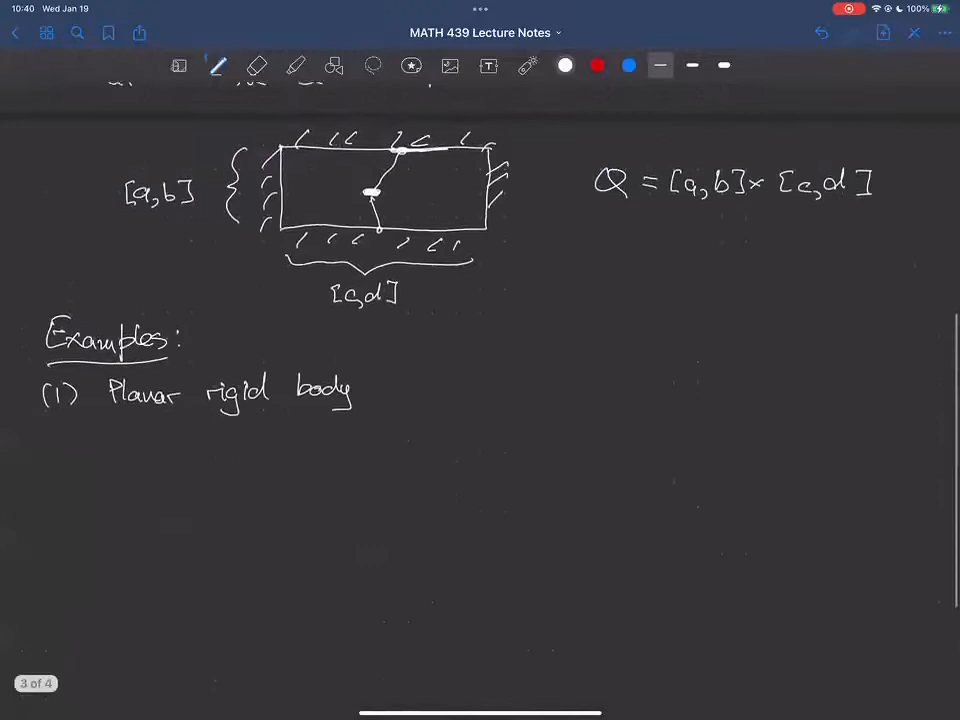 10:40 Wed Jan 19
100%
MATH 439 Lecture Notes
[a,b]
Q = [a,b] × [c,d]
[c,d]
Examples:
(1) Planar rigid body
3 of 4